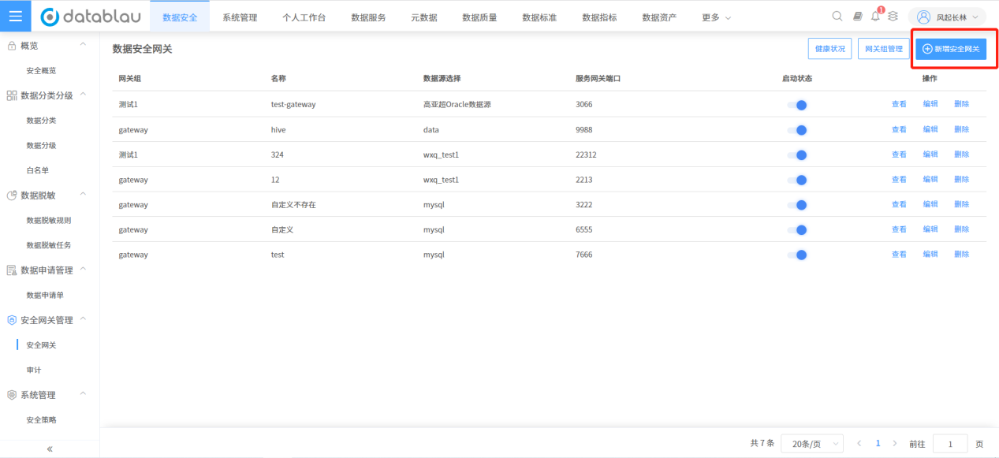 datablau 数据安全 系统管理 个人工作台 数据服务 元数据 数据质量 数据标准 数据指标 数据资产 更多 1 风起长林
概览
安全概览
数据分类分级
数据分类
数据分级
白名单
数据脱敏
数据脱敏规则
数据脱敏任务
数据申请管理
数据申请单
安全网关管理
安全网关
审计
系统管理
安全策略
«
数据安全网关 健康状况 网关组管理 新增安全网关
网关组 名称 数据源选择 服务网关端口 启动状态 操作
测试1 test-gateway 高亚超Oracle数据源 3066 查看 编辑 删除
gateway hive data 9988 查看 编辑 删除
测试1 324 wxq_test1 22312 查看 编辑 删除
gateway 12 wxq_test1 2213 查看 编辑 删除
gateway 自定义不存在 mysql 3222 查看 编辑 删除
gateway 自定义 mysql 6555 查看 编辑 删除
gateway test mysql 7666 查看 编辑 删除
共 7 条 20条/页 1 前往 1 页